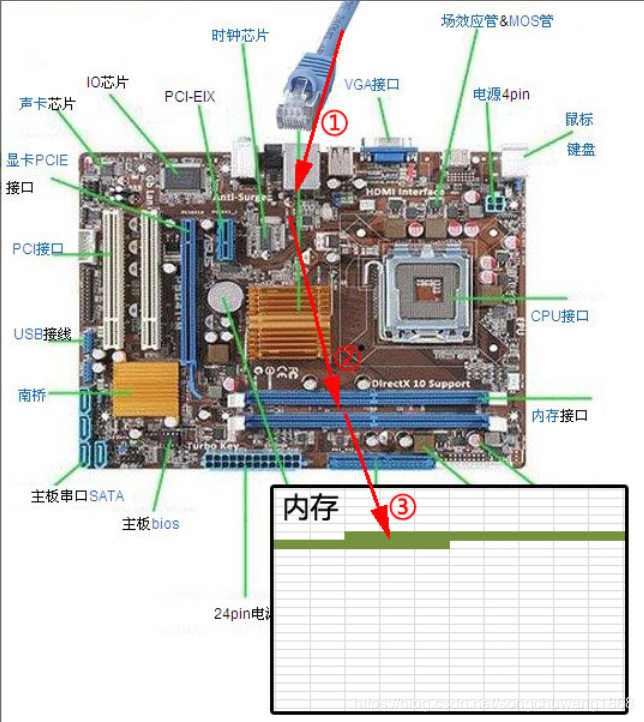 时钟芯片
场效应管&MOS管
IO芯片
PCI-EIX
VGA接口
电源4pin
声卡芯片
①
鼠标
键盘
显卡PCIE
接口
Anti-Surge
HDMI Interface
PCI接口
CPU接口
USB接线
②
南桥
DirectX 10 Support
内存接口
Turbo Key
主板串口SATA
主板bios
内存
③
24pin电源
https://blog.csdn.net/songchuwang1868